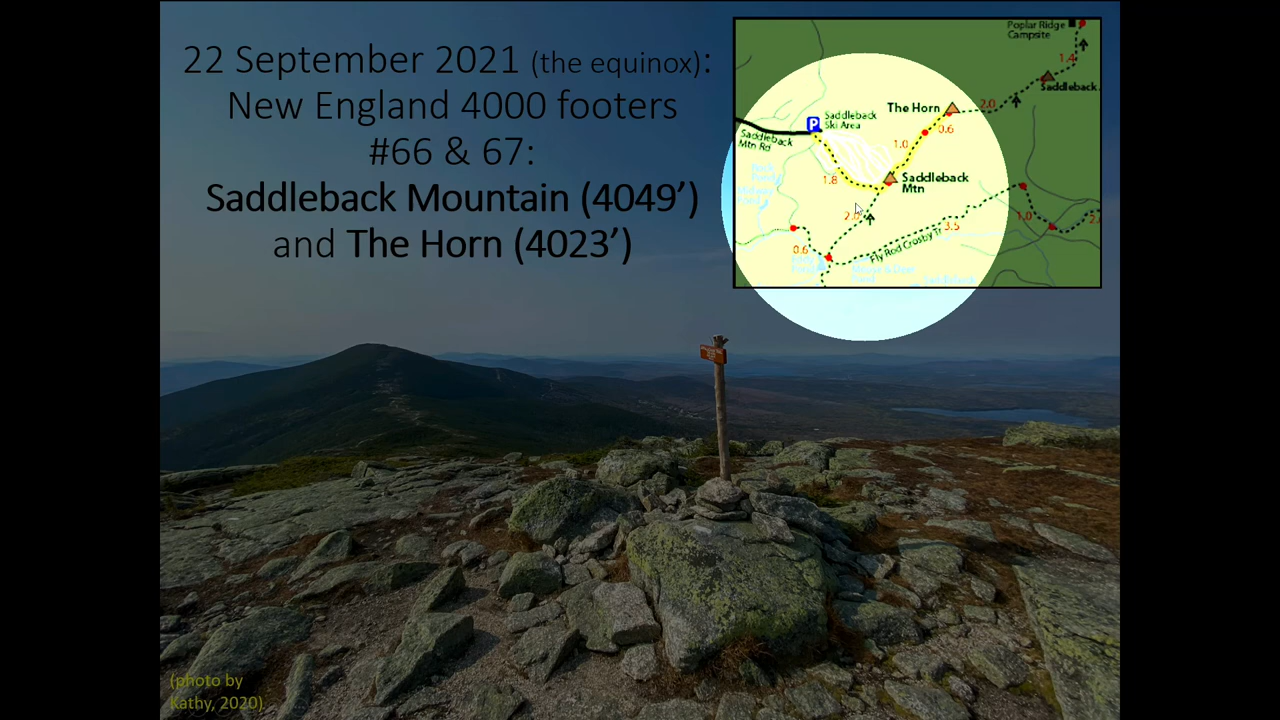 22 September 2021 (the equinox):
New England 4000 footers
#66 & 67:
Saddleback Mountain (4049’)
and The Horn (4023’)
Poplar Ridge
Campsite
1.4
Saddleback
2.0
The Horn
0.6
P
Saddleback
Ski Area
Saddleback
Mtn Rd
1.0
1.8
Saddleback
Mtn
1.0
3.5
Fly Rod Crosby Tr
0.6
(photo by
Kathy, 2020)